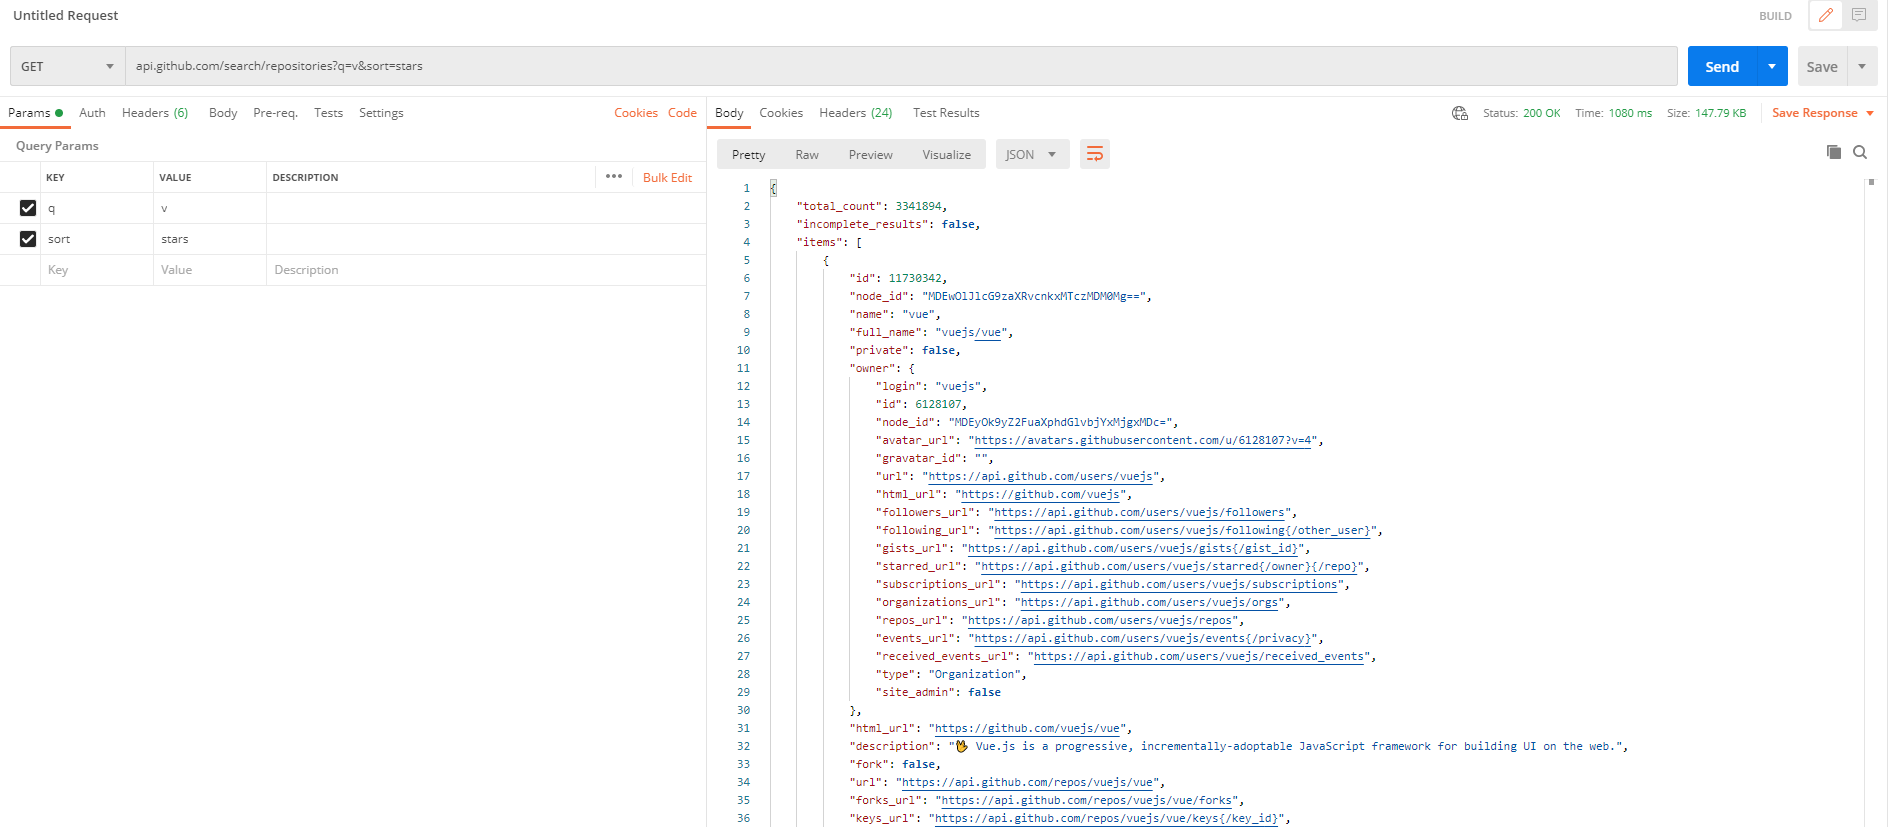 Untitled Request
BUILD
GET
api.github.com/search/repositories?q=v&sort=stars
Send
Save
Params
Auth
Headers (6)
Body
Pre-req.
Tests
Settings
Cookies
Code
Query Params
KEY
VALUE
DESCRIPTION
•••
Bulk Edit
q
v
sort
stars
Key
Value
Description
Body
Cookies
Headers (24)
Test Results
Status: 200 OK
Time: 1080 ms
Size: 147.79 KB
Save Response
Pretty
Raw
Preview
Visualize
JSON
1 {
2 "total_count": 3341894,
3 "incomplete_results": false,
4 "items": [
5 {
6 "id": 11730342,
7 "node_id": "MDEwOlJlcG9zaXRvcnkxMTczMDM0Mg==",
8 "name": "vue",
9 "full_name": "vuejs/vue",
10 "private": false,
11 "owner": {
12 "login": "vuejs",
13 "id": 6128107,
14 "node_id": "MDEyOk9yZ2FuaXphdGlvbjYxMjgxMDc=",
15 "avatar_url": "https://avatars.githubusercontent.com/u/6128107?v=4",
16 "gravatar_id": "",
17 "url": "https://api.github.com/users/vuejs",
18 "html_url": "https://github.com/vuejs",
19 "followers_url": "https://api.github.com/users/vuejs/followers",
20 "following_url": "https://api.github.com/users/vuejs/following{/other_user}",
21 "gists_url": "https://api.github.com/users/vuejs/gists{/gist_id}",
22 "starred_url": "https://api.github.com/users/vuejs/starred{/owner}{/repo}",
23 "subscriptions_url": "https://api.github.com/users/vuejs/subscriptions",
24 "organizations_url": "https://api.github.com/users/vuejs/orgs",
25 "repos_url": "https://api.github.com/users/vuejs/repos",
26 "events_url": "https://api.github.com/users/vuejs/events{/privacy}",
27 "received_events_url": "https://api.github.com/users/vuejs/received_events",
28 "type": "Organization",
29 "site_admin": false
30 },
31 "html_url": "https://github.com/vuejs/vue",
32 "description": "🖖 Vue.js is a progressive, incrementally-adoptable JavaScript framework for building UI on the web.",
33 "fork": false,
34 "url": "https://api.github.com/repos/vuejs/vue",
35 "forks_url": "https://api.github.com/repos/vuejs/vue/forks",
36 "keys_url": "https://api.github.com/repos/vuejs/vue/keys{/key_id}",